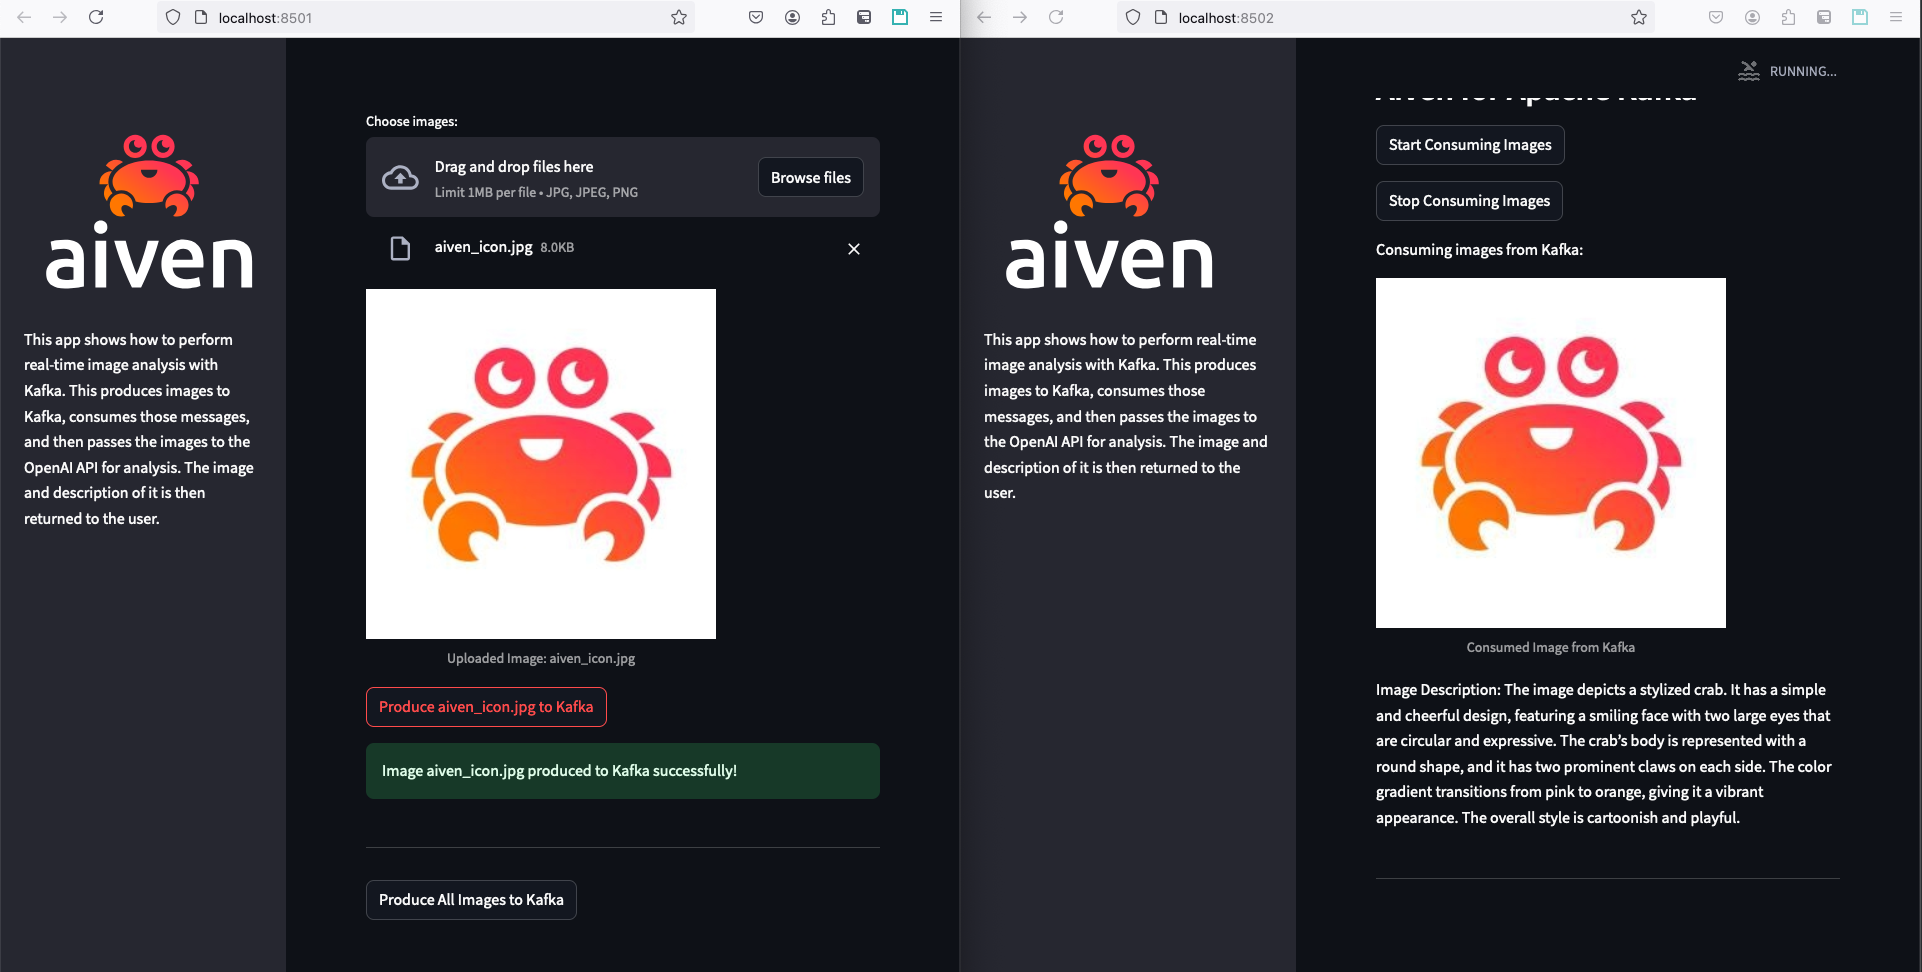 localhost:8501
aiven
This app shows how to perform
real-time image analysis with
Kafka. This produces images to
Kafka, consumes those messages,
and then passes the images to the
OpenAI API for analysis. The image
and description of it is then
returned to the user.
Choose images:
Drag and drop files here
Limit 1MB per file • JPG, JPEG, PNG
Browse files
aiven_icon.jpg 8.0KB
Uploaded Image: aiven_icon.jpg
Produce aiven_icon.jpg to Kafka
Image aiven_icon.jpg produced to Kafka successfully!
Produce All Images to Kafka
localhost:8502
RUNNING...
aiven
This app shows how to perform real-time
image analysis with Kafka. This produces
images to Kafka, consumes those
messages, and then passes the images to
the OpenAI API for analysis. The image and
description of it is then returned to the
user.
Aiven for Apache Kafka
Start Consuming Images
Stop Consuming Images
Consuming images from Kafka:
Consumed Image from Kafka
Image Description: The image depicts a stylized crab. It has a simple
and cheerful design, featuring a smiling face with two large eyes that
are circular and expressive. The crab’s body is represented with a
round shape, and it has two prominent claws on each side. The color
gradient transitions from pink to orange, giving it a vibrant
appearance. The overall style is cartoonish and playful.